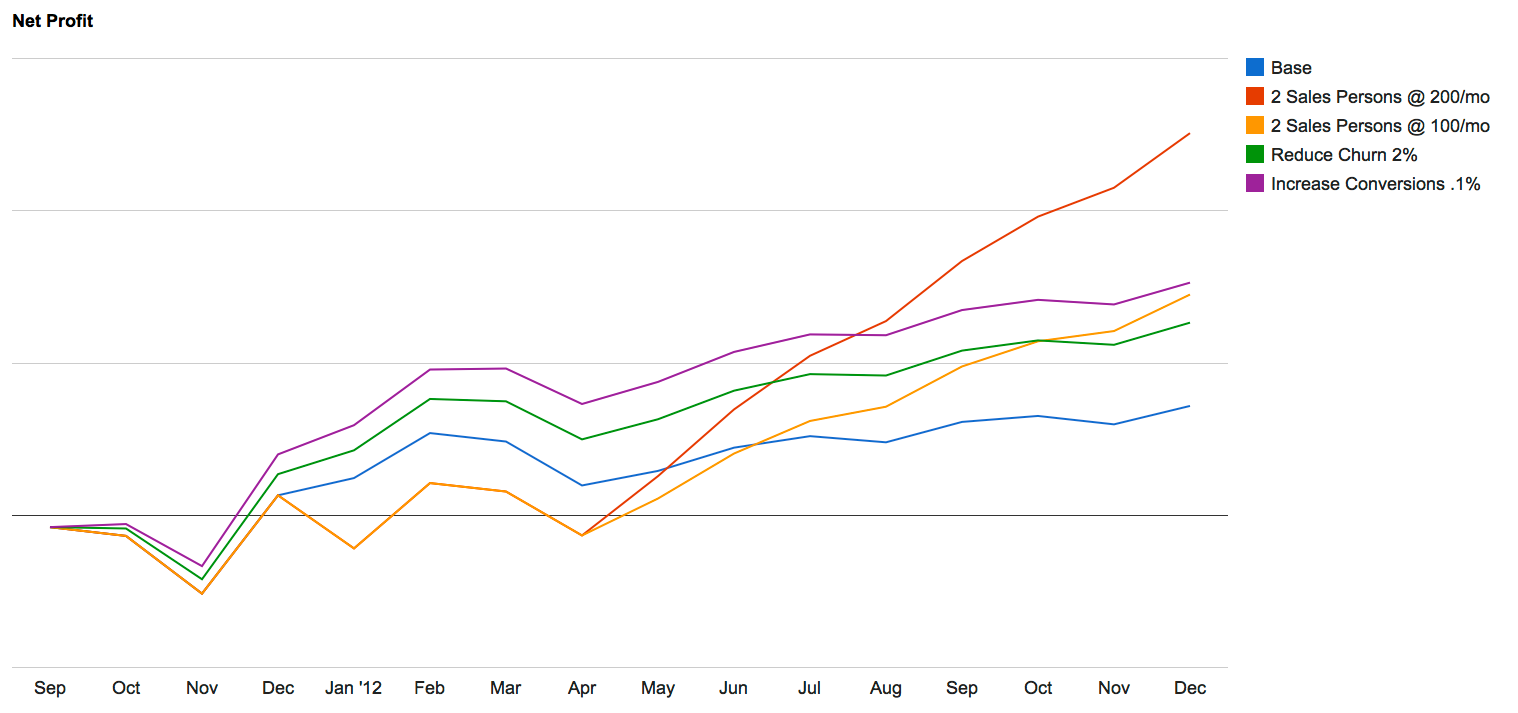 Net Profit
Base
2 Sales Persons @ 200/mo
2 Sales Persons @ 100/mo
Reduce Churn 2%
Increase Conversions .1%
Sep Oct Nov Dec Jan '12 Feb Mar Apr May Jun Jul Aug Sep Oct Nov Dec